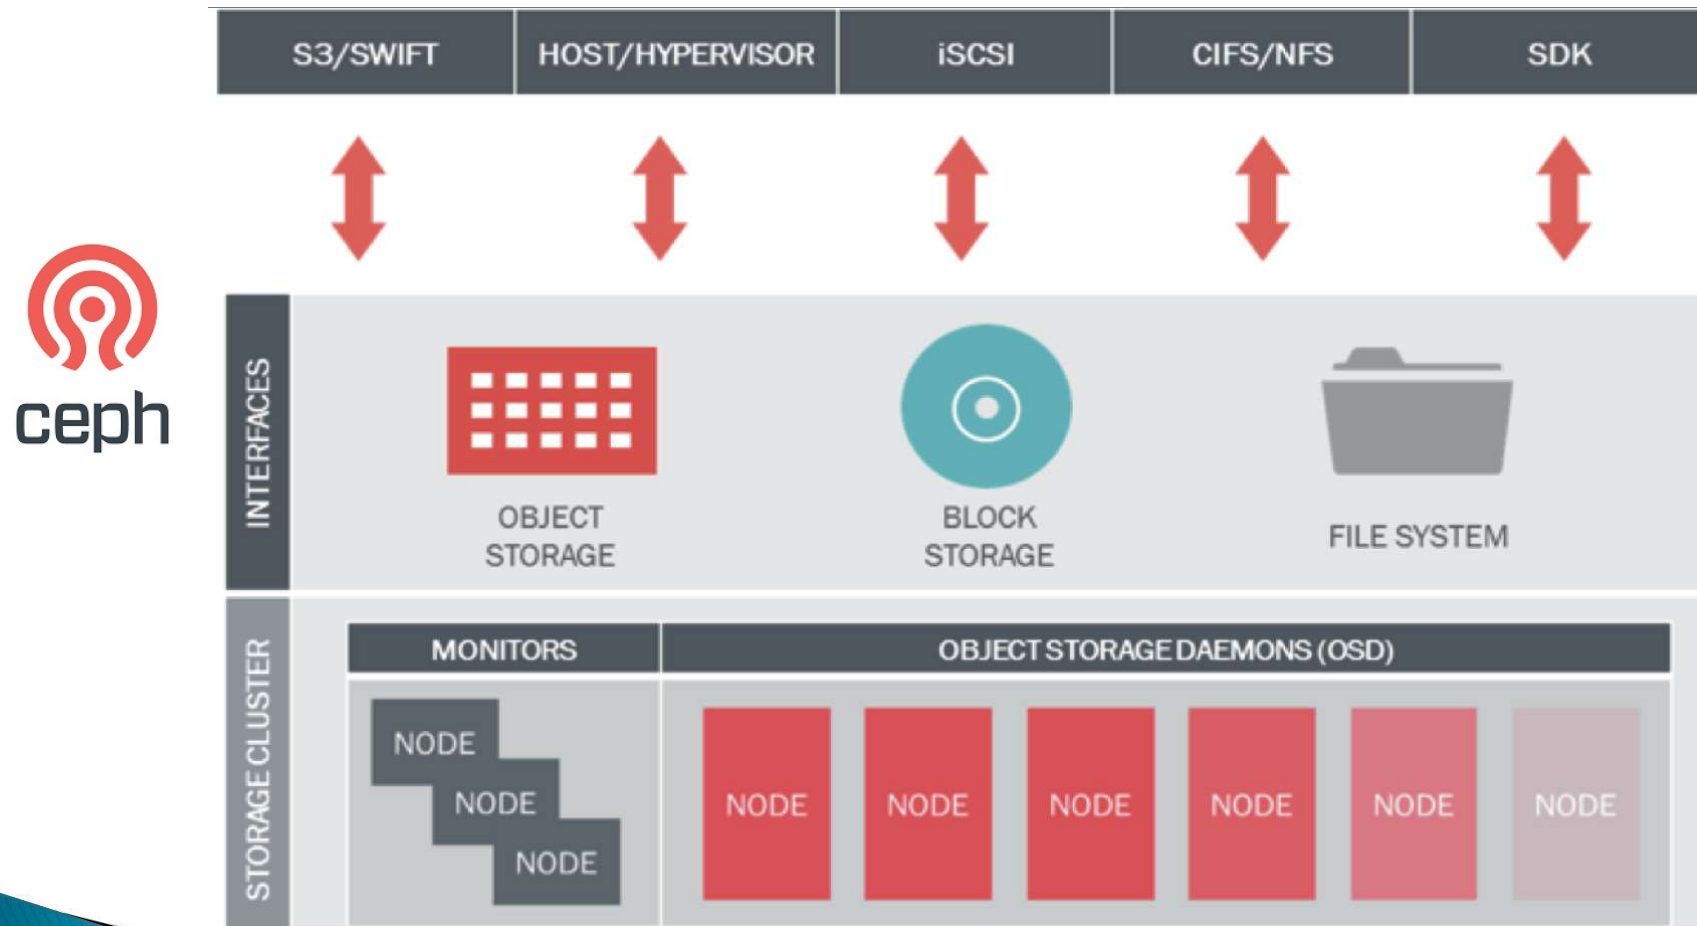 S3/SWIFT
HOST/HYPERVISOR
iSCSI
CIFS/NFS
SDK
ceph
INTERFACES
OBJECT
STORAGE
BLOCK
STORAGE
FILE SYSTEM
STORAGE CLUSTER
MONITORS
OBJECT STORAGE DAEMONS (OSD)
NODE
NODE
NODE
NODE
NODE
NODE
NODE
NODE
NODE